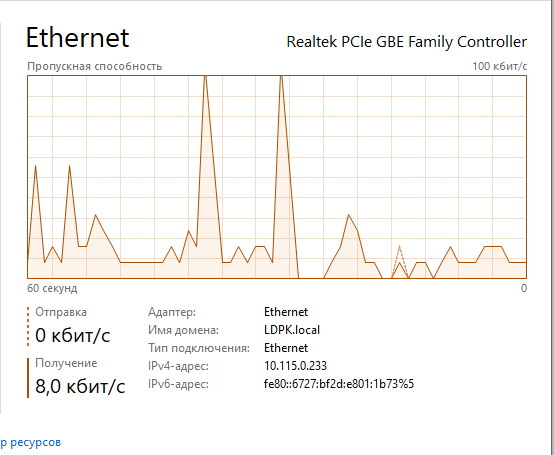 Ethernet
Realtek PCIe GBE Family Controller
Пропускная способность
100 кбит/с
60 секунд
0
Отправка
0 кбит/с
Получение
8,0 кбит/с
Адаптер: Ethernet
Имя домена: LDPK.local
Тип подключения: Ethernet
IPv4-адрес: 10.115.0.233
IPv6-адрес: fe80::6727:bf2d:e801:1b73%5
р ресурсов